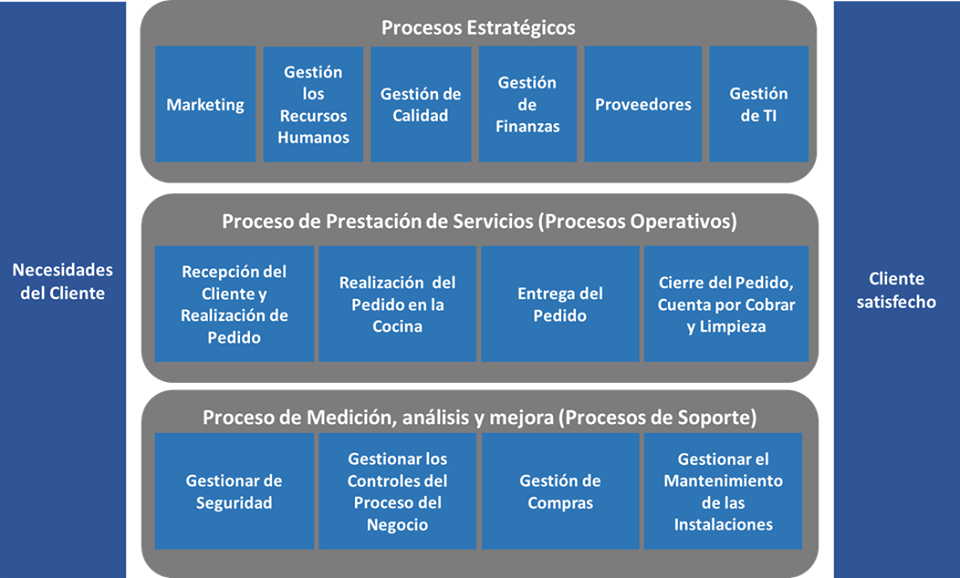 Necesidades
del Cliente
Procesos Estratégicos
Marketing
Gestión
los
Recursos
Humanos
Gestión de
Calidad
Gestión
de
Finanzas
Proveedores
Gestión
de TI
Proceso de Prestación de Servicios (Procesos Operativos)
Recepción del
Cliente y
Realización de
Pedido
Realización del
Pedido en la
Cocina
Entrega del
Pedido
Cierre del Pedido,
Cuenta por Cobrar
y Limpieza
Proceso de Medición, análisis y mejora (Procesos de Soporte)
Gestionar de
Seguridad
Gestionar los
Controles del
Proceso del
Negocio
Gestión de
Compras
Gestionar el
Mantenimiento
de las
Instalaciones
Cliente
satisfecho